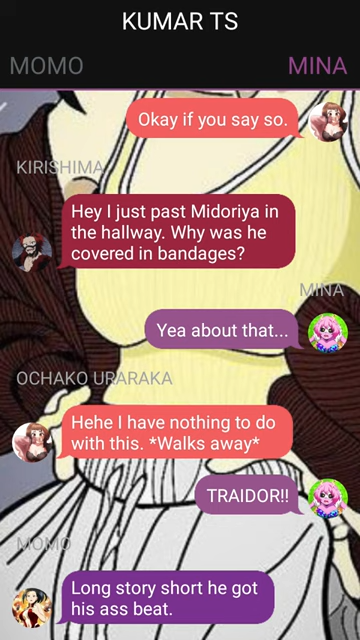 KUMAR TS
MOMO
MINA
Okay if you say so.
KIRISHIMA
Hey I just past Midoriya in
the hallway. Why was he
covered in bandages?
MINA
Yea about that...
OCHAKO URARAKA
Hehe I have nothing to do
with this. *Walks away*
TRAIDOR!!
MOMO
Long story short he got
his ass beat.